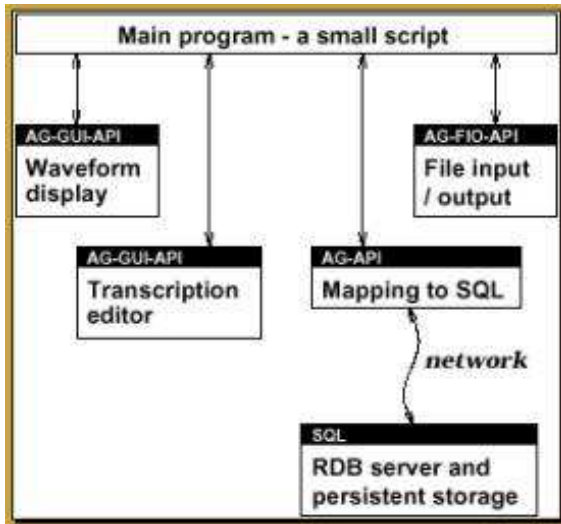 Main program - a small script
AG-GUI-API
Waveform
display
AG-FIO-API
File input
/ output
AG-GUI-API
Transcription
editor
AG-API
Mapping to SQL
network
SQL
RDB server and
persistent storage